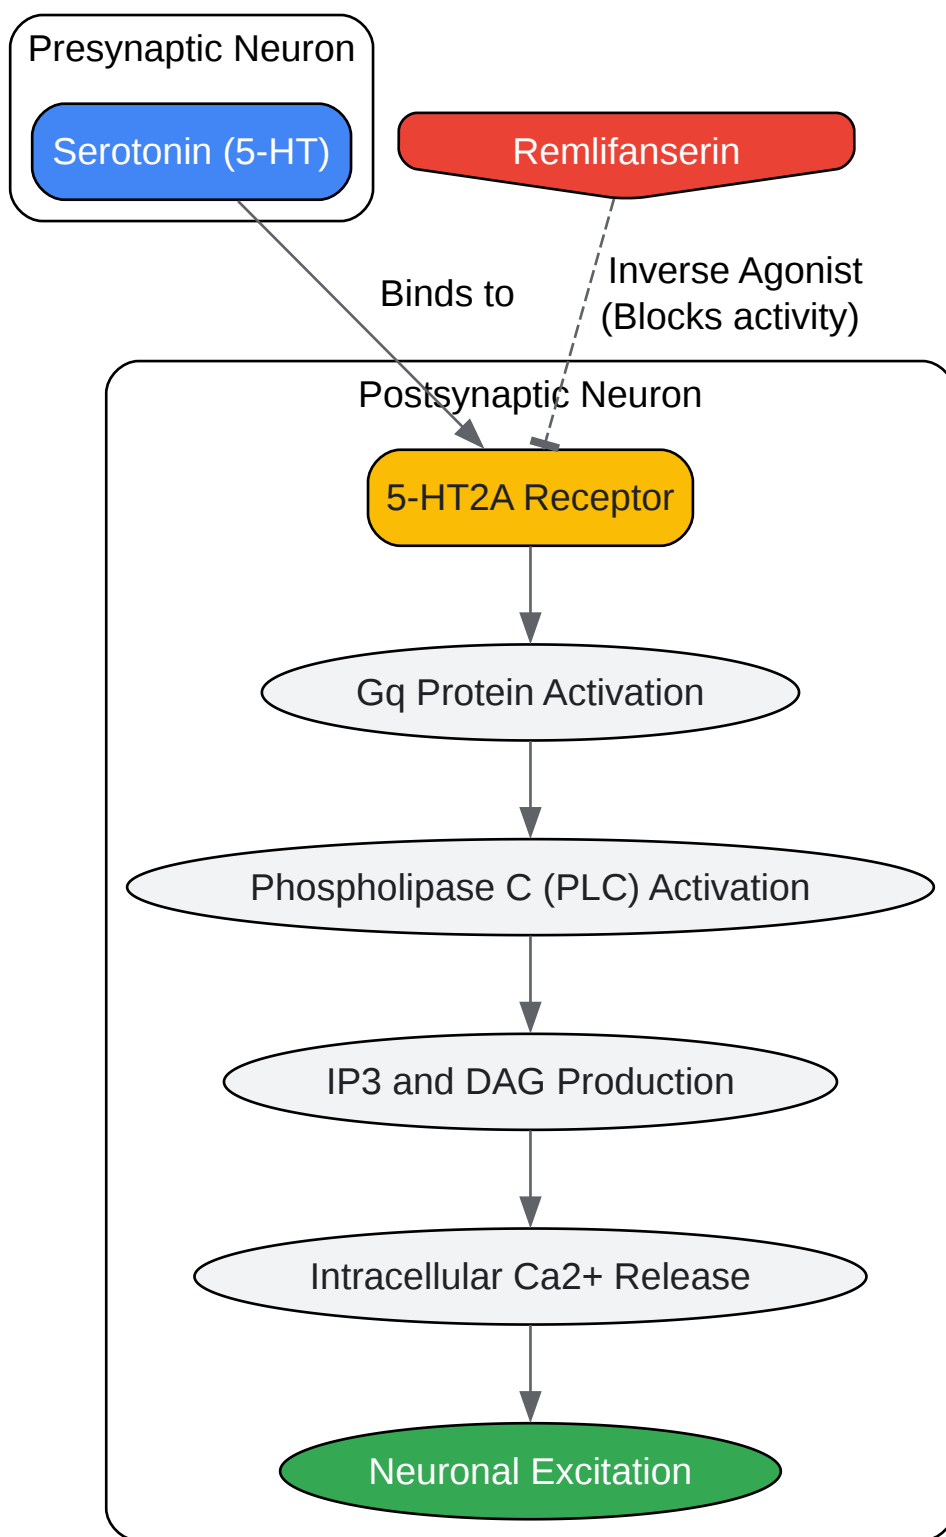 Presynaptic Neuron
Serotonin (5-HT)
Remlifanserin
Binds to
Inverse Agonist
(Blocks activity)
Postsynaptic Neuron
5-HT2A Receptor
Gq Protein Activation
Phospholipase C (PLC) Activation
IP3 and DAG Production
Intracellular Ca2+ Release
Neuronal Excitation